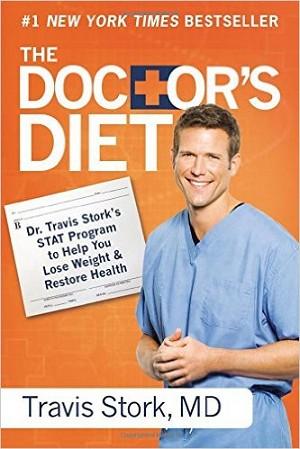 #1 NEW YORK TIMES BESTSELLER
THE
DOCTOR'S
DIET
Dr. Travis Stork's
STAT Program
to Help You
Lose Weight &
Restore Health
Travis Stork, MD